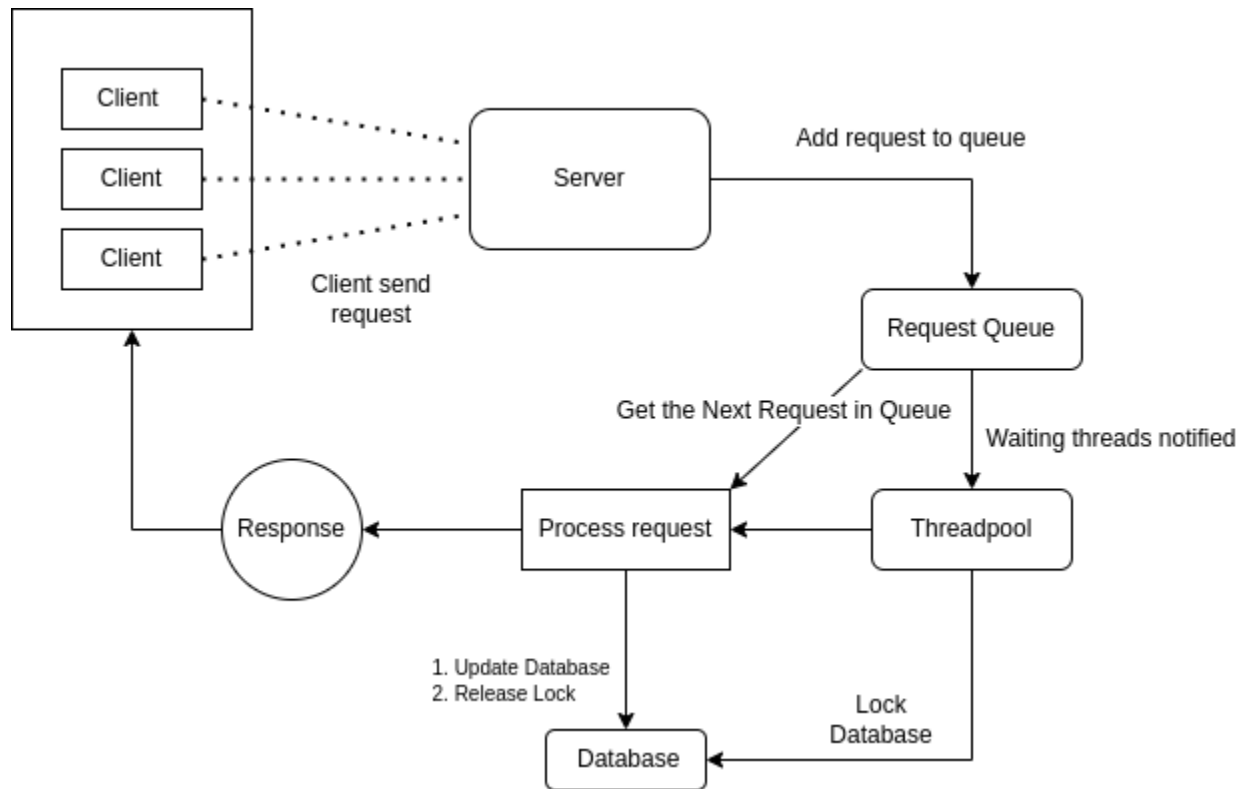 Client
Client
Client
Client send
request
Server
Add request to queue
Request Queue
Get the Next Request in Queue
Waiting threads notified
Response
Process request
Threadpool
1. Update Database
2. Release Lock
Lock
Database
Database